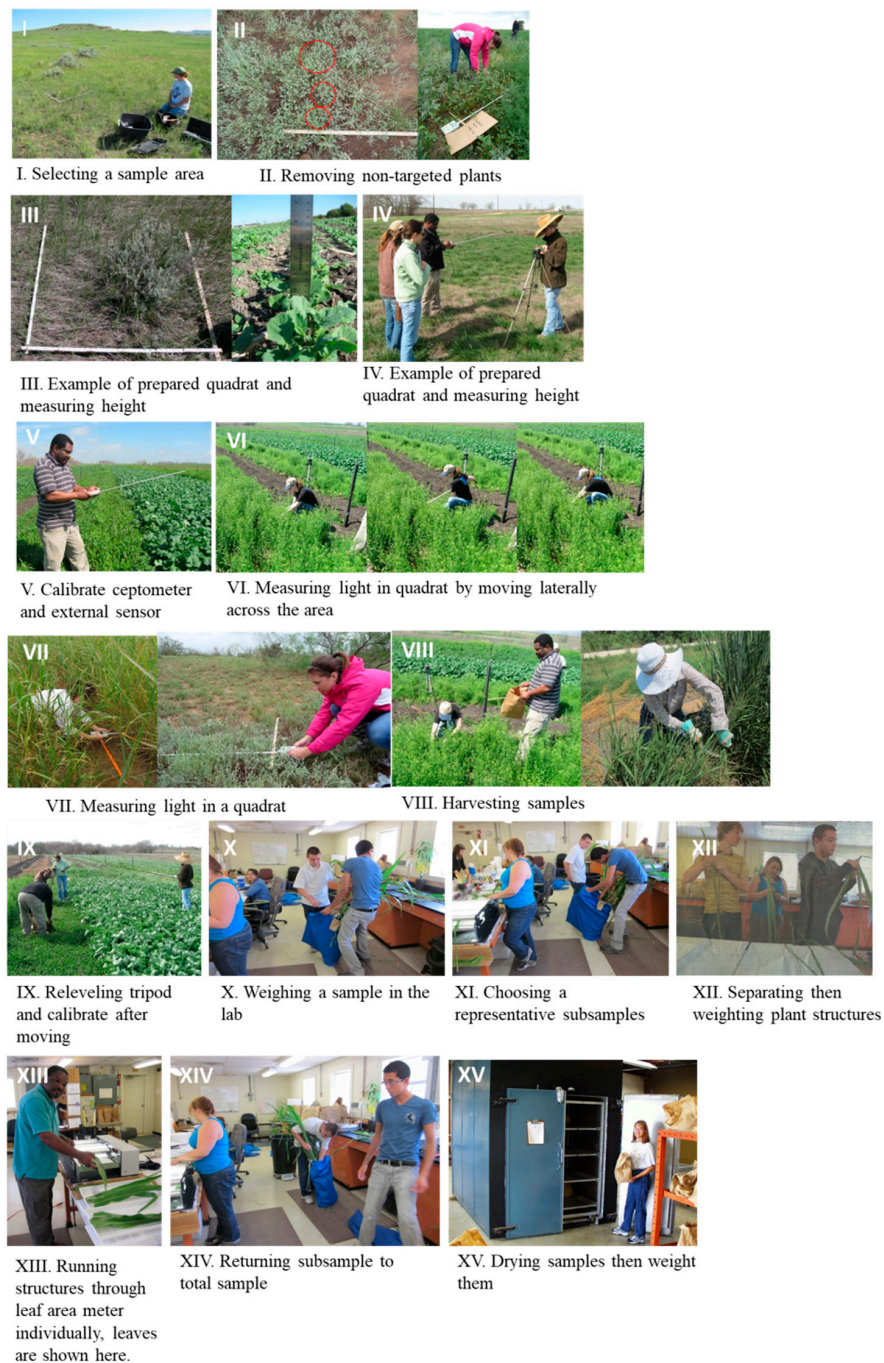 I
II
I. Selecting a sample area
II. Removing non-targeted plants
III
IV
III. Example of prepared quadrat and
measuring height
IV. Example of prepared
quadrat and measuring height
V
VI
V. Calibrate ceptometer
and external sensor
VI. Measuring light in quadrat by moving laterally
across the area
VII
VIII
VII. Measuring light in a quadrat
VIII. Harvesting samples
IX
X
XI
XII
IX. Releveling tripod
and calibrate after
moving
X. Weighing a sample in the
lab
XI. Choosing a
representative subsamples
XII. Separating then
weighting plant structures
XIII
XIV
XV
XIII. Running
structures through
leaf area meter
individually, leaves
are shown here.
XIV. Returning subsample to
total sample
XV. Drying samples then weight
them